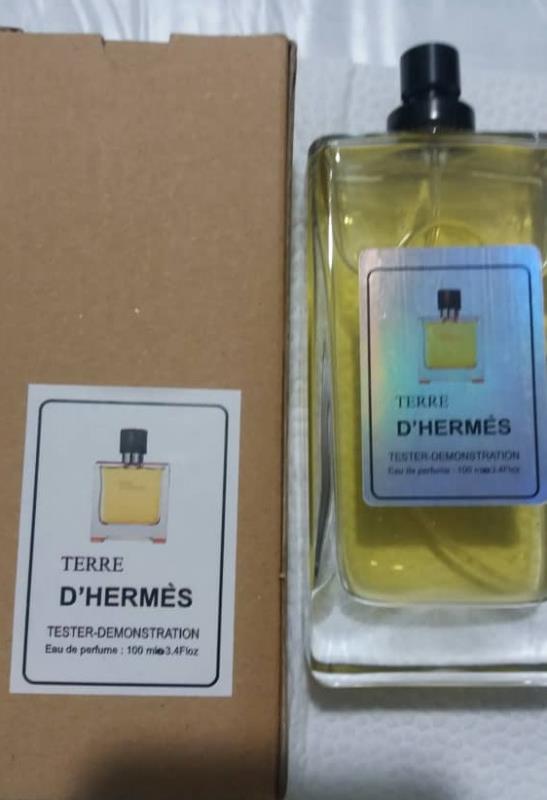 TERRE
D'HERMÈS
TESTER-DEMONSTRATION
Eau de perfume : 100 ml 3.4Floz
TERRE
D'HERMÈS
TESTER-DEMONSTRATION
Eau de perfume : 100 ml 3.4Floz